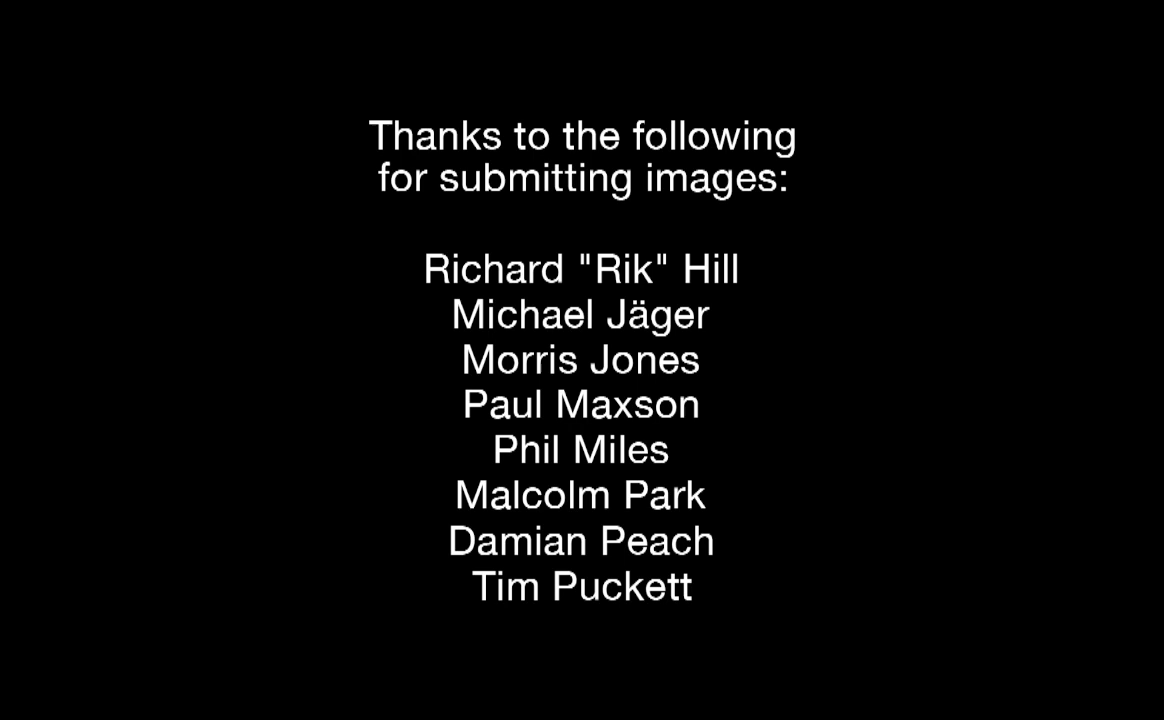 Thanks to the following
for submitting images:
Richard "Rik" Hill
Michael Jäger
Morris Jones
Paul Maxson
Phil Miles
Malcolm Park
Damian Peach
Tim Puckett